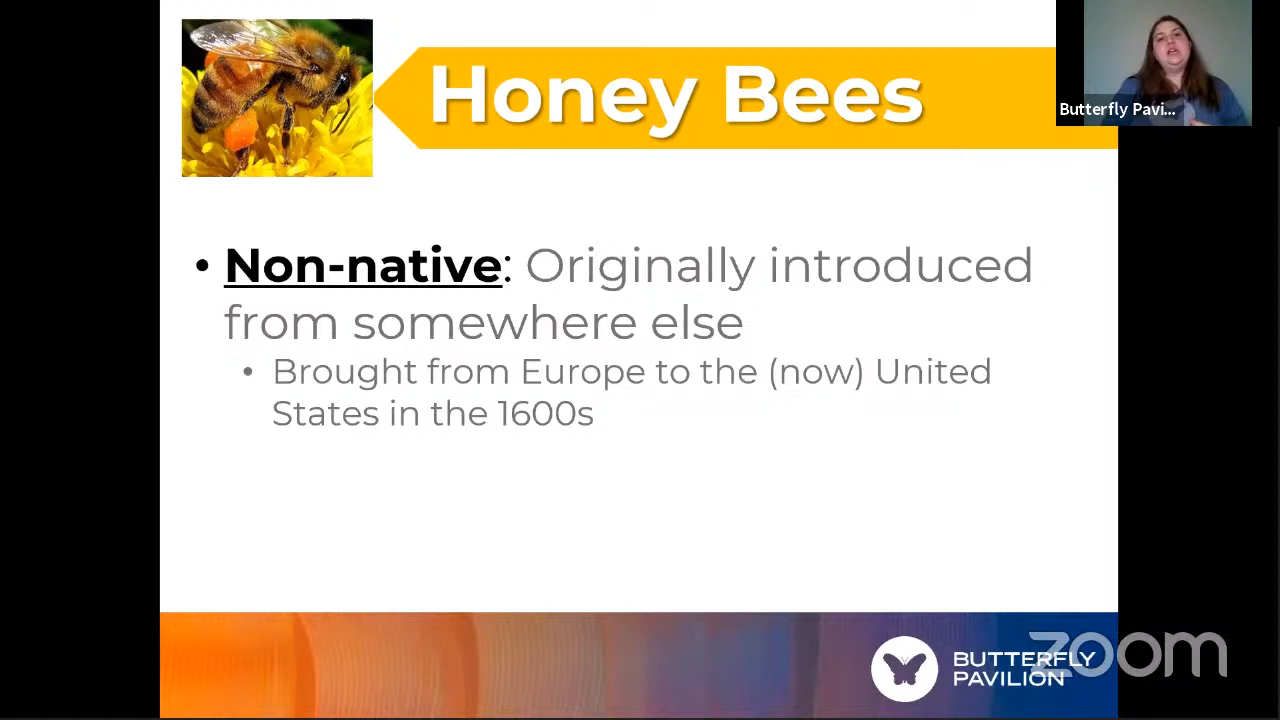 Honey Bees
Butterfly Pavi...
• Non-native: Originally introduced
from somewhere else
• Brought from Europe to the (now) United
States in the 1600s
BUTTERFLY
PAVILION
zoom